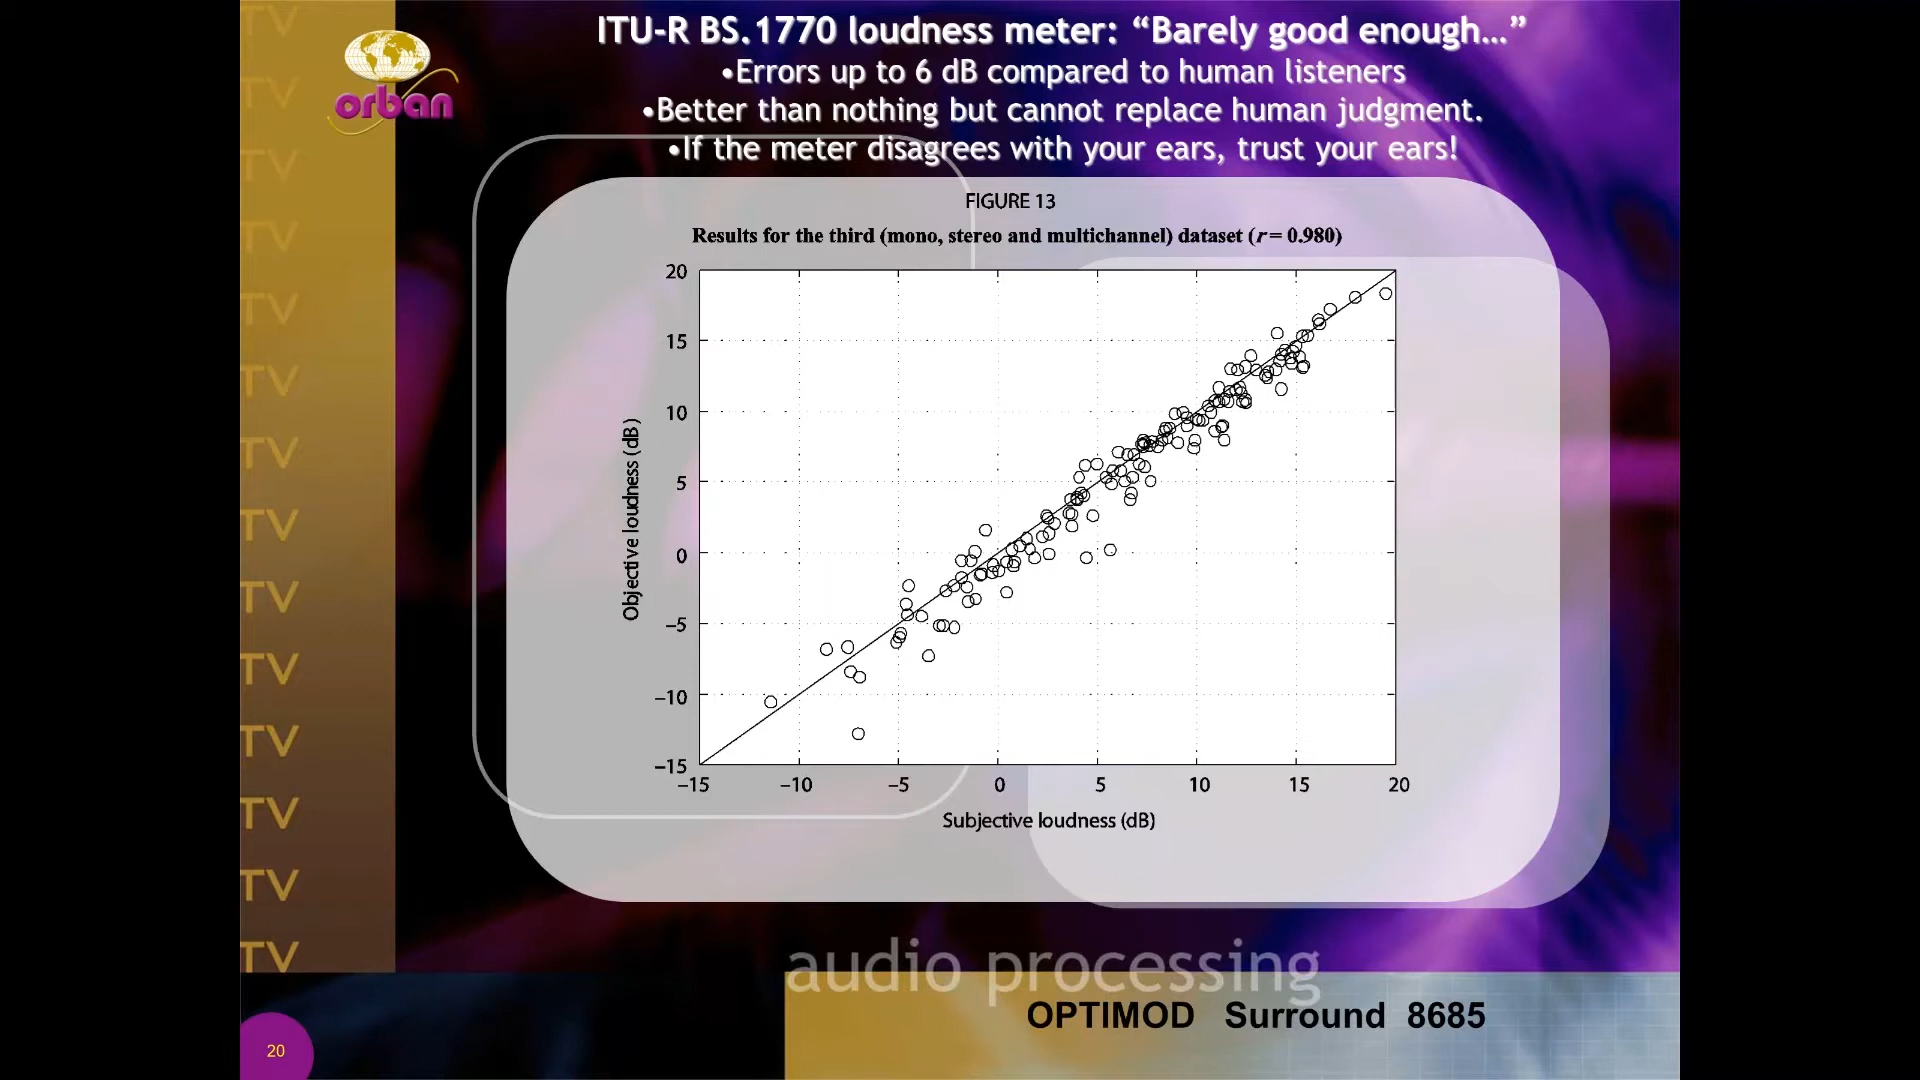 orban
ITU-R BS.1770 loudness meter: “Barely good enough…”
•Errors up to 6 dB compared to human listeners
•Better than nothing but cannot replace human judgment.
•If the meter disagrees with your ears, trust your ears!
FIGURE 13
Results for the third (mono, stereo and multichannel) dataset (r = 0.980)
20
15
10
5
0
–5
–10
–15
Objective loudness (dB)
–15 –10 –5 0 5 10 15 20
Subjective loudness (dB)
TV
TV
TV
TV
TV
TV
TV
TV
TV
TV
TV
TV
TV
TV
audio processing
OPTIMOD Surround 8685
20